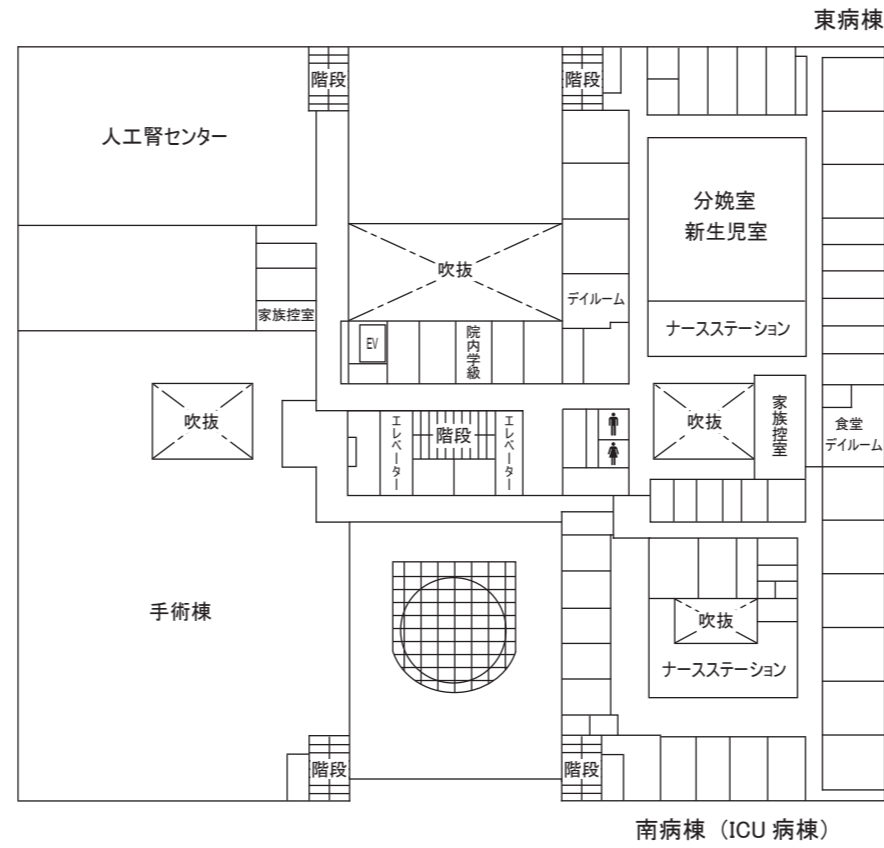 東病棟
階段
階段
人工腎センター
分娩室
新生児室
吹抜
デイルーム
家族控室
ナースステーション
EV
院内学級
吹抜
エレベーター
階段
エレベーター
吹抜
家族控室
食堂
デイルーム
手術棟
吹抜
ナースステーション
階段
階段
南病棟(ICU 病棟)